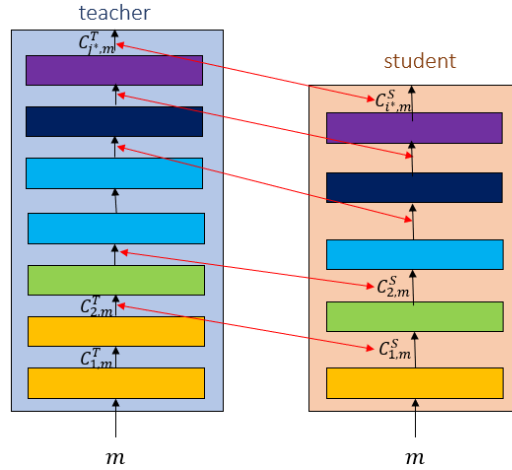 teacher
C^T_{j*,m}
C^T_{2,m}
C^T_{1,m}
m
student
C^S_{i*,m}
C^S_{2,m}
C^S_{1,m}
m